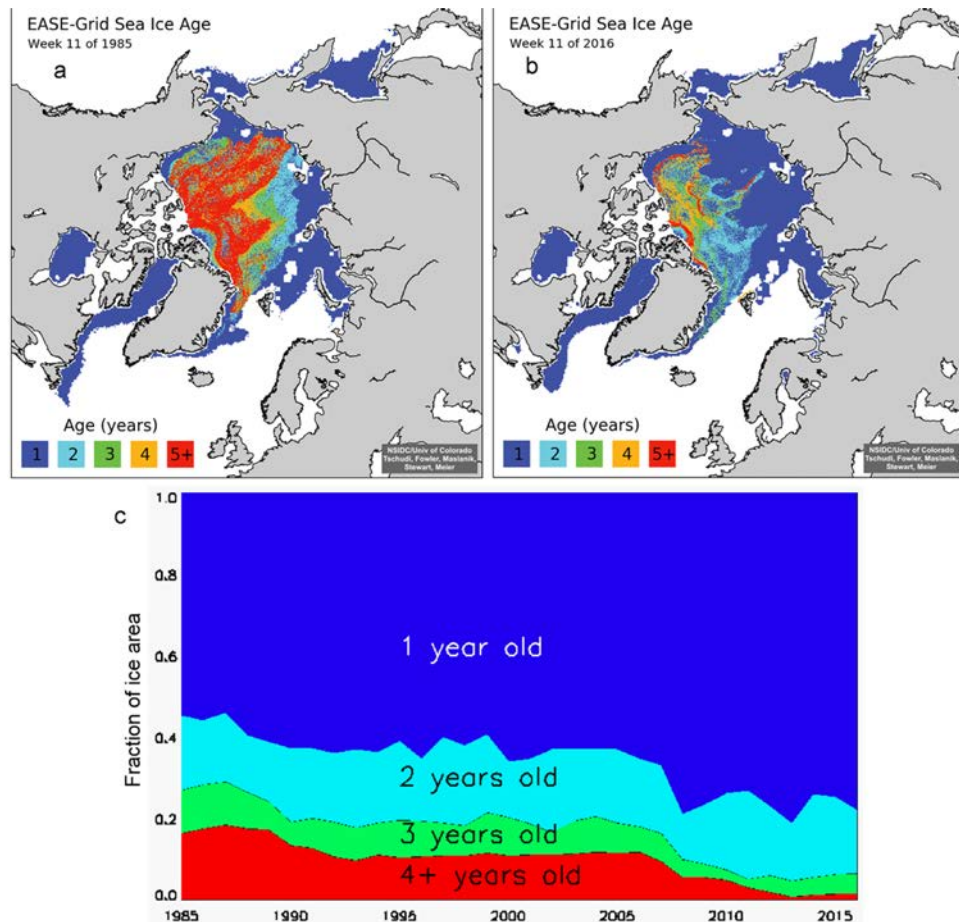 EASE-Grid Sea Ice Age
Week 11 of 1985
a
Age (years)
1 2 3 4 5+
NSIDC/Univ of Colorado
Tschudi, Fowler, Maslanik,
Stewart, Meier
EASE-Grid Sea Ice Age
Week 11 of 2016
b
Age (years)
1 2 3 4 5+
NSIDC/Univ of Colorado
Tschudi, Fowler, Maslanik,
Stewart, Meier
c
Fraction of ice area
1.0
0.8
0.6
0.4
0.2
0.0
1 year old
2 years old
3 years old
4+ years old
1985 1990 1995 2000 2005 2010 2015